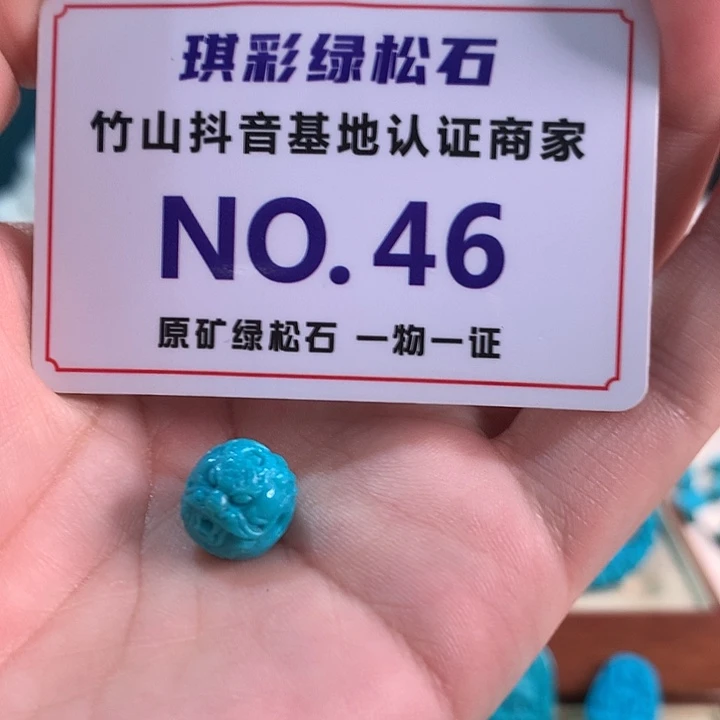 琪彩绿松石
竹山抖音基地认证商家
NO.46
原矿绿松石 一物一证